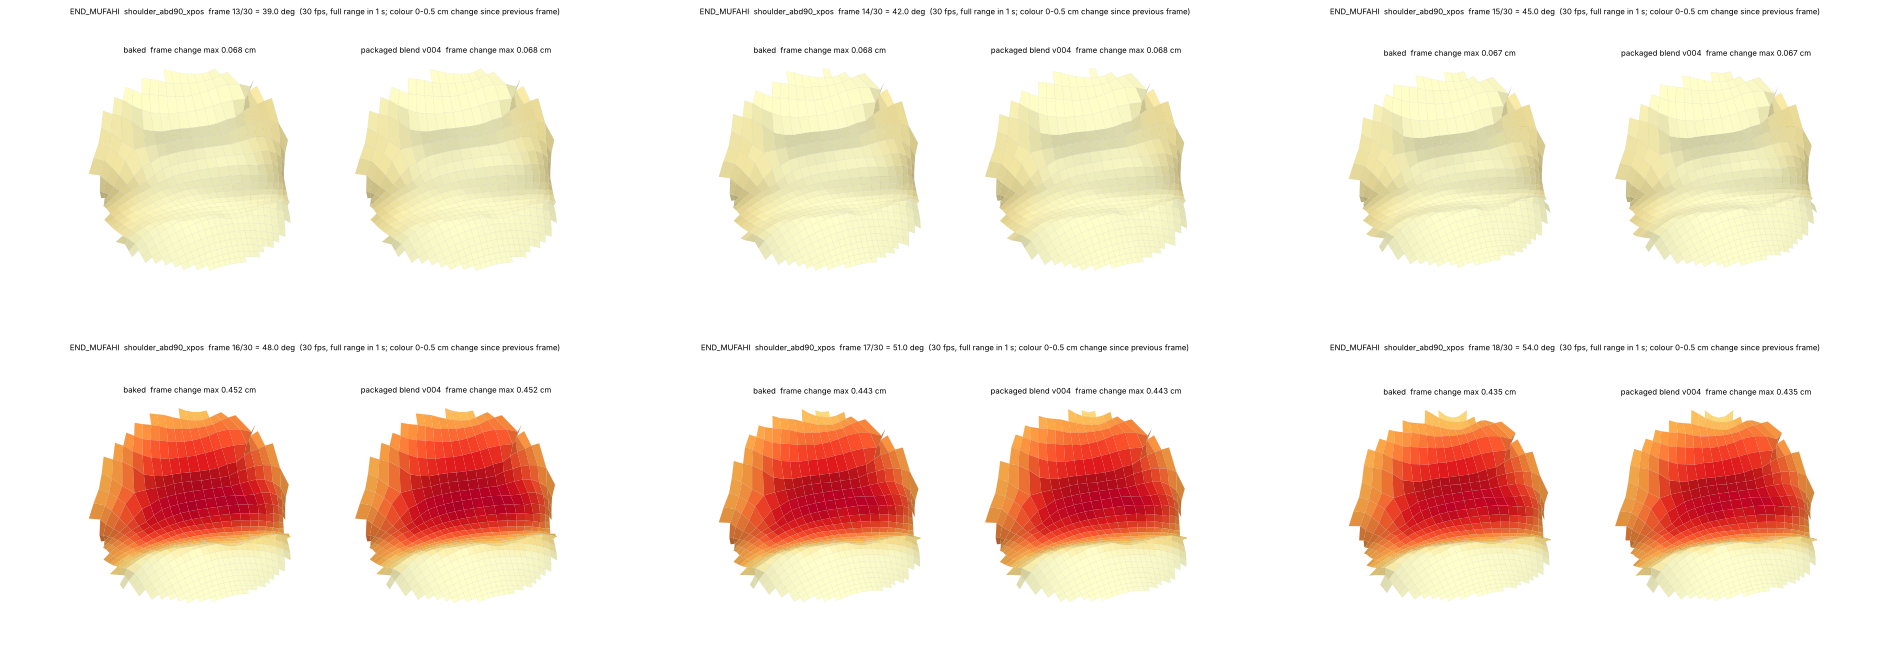 END_MUFAHI  shoulder_abd90_xpos  frame 13/30 = 39.0 deg  (30 fps, full range in 1 s; colour 0-0.5 cm change since previous frame)
baked  frame change max 0.068 cm
packaged blend v004  frame change max 0.068 cm
END_MUFAHI  shoulder_abd90_xpos  frame 14/30 = 42.0 deg  (30 fps, full range in 1 s; colour 0-0.5 cm change since previous frame)
baked  frame change max 0.068 cm
packaged blend v004  frame change max 0.068 cm
END_MUFAHI  shoulder_abd90_xpos  frame 15/30 = 45.0 deg  (30 fps, full range in 1 s; colour 0-0.5 cm change since previous frame)
baked  frame change max 0.067 cm
packaged blend v004  frame change max 0.067 cm
END_MUFAHI  shoulder_abd90_xpos  frame 16/30 = 48.0 deg  (30 fps, full range in 1 s; colour 0-0.5 cm change since previous frame)
baked  frame change max 0.452 cm
packaged blend v004  frame change max 0.452 cm
END_MUFAHI  shoulder_abd90_xpos  frame 17/30 = 51.0 deg  (30 fps, full range in 1 s; colour 0-0.5 cm change since previous frame)
baked  frame change max 0.443 cm
packaged blend v004  frame change max 0.443 cm
END_MUFAHI  shoulder_abd90_xpos  frame 18/30 = 54.0 deg  (30 fps, full range in 1 s; colour 0-0.5 cm change since previous frame)
baked  frame change max 0.435 cm
packaged blend v004  frame change max 0.435 cm